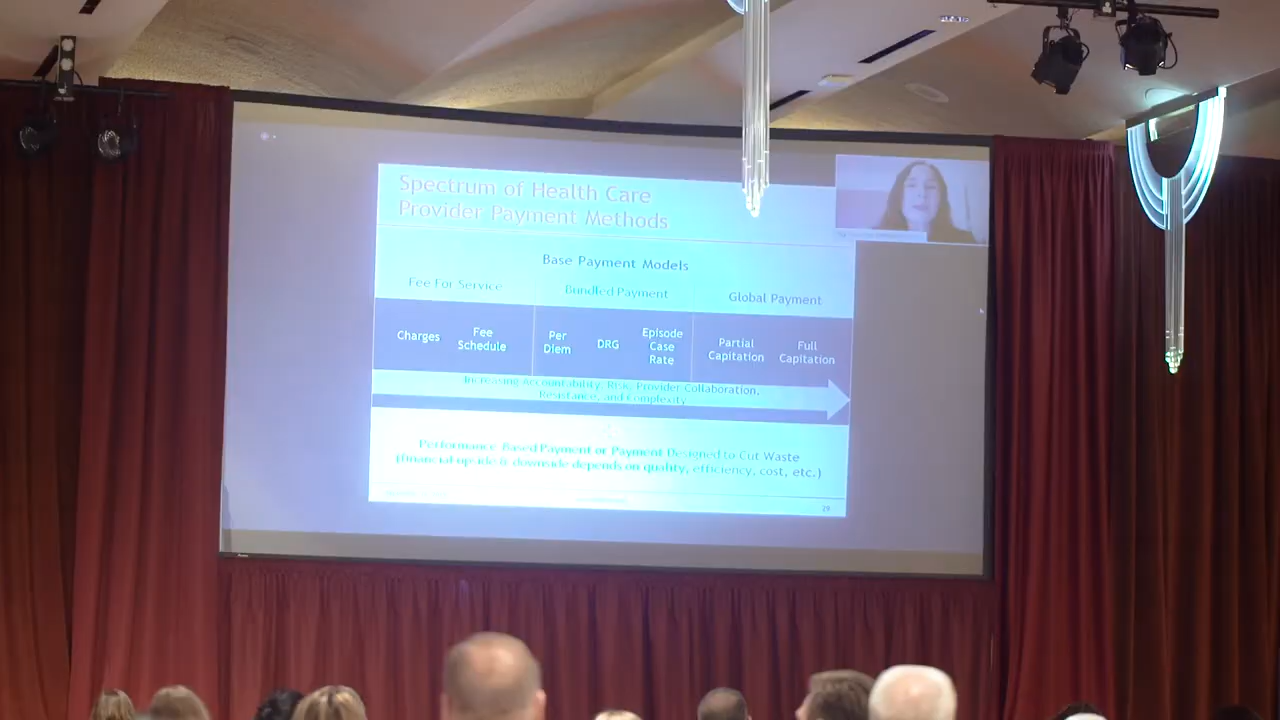 Spectrum of Health Care
Provider Payment Methods
Base Payment Models
Fee For Service
Bundled Payment
Global Payment
Charges
Fee
Schedule
Per
Diem
DRG
Episode
Case
Rate
Partial
Capitation
Full
Capitation
Increasing Accountability, Risk, Provider Collaboration,
Resistance, and Complexity
Performance-Based Payment or Payment Designed to Cut Waste
(financial upside & downside depends on quality, efficiency, cost, etc.)
29